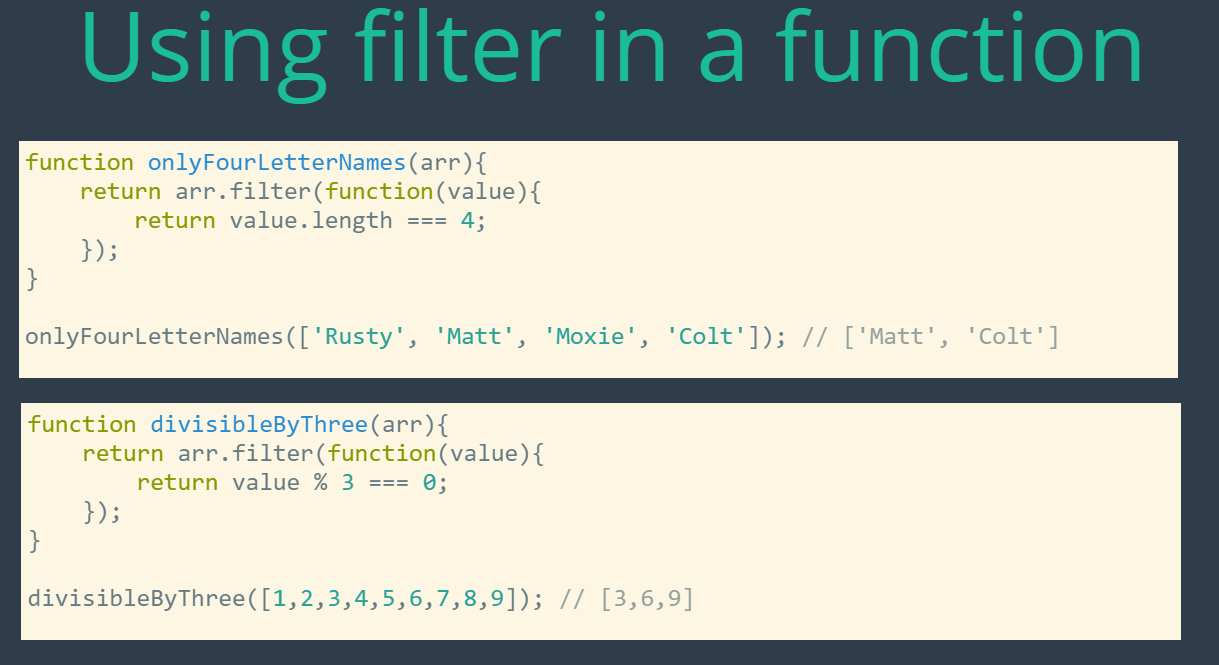 Using filter in a function
function onlyFourLetterNames(arr){
    return arr.filter(function(value){
        return value.length === 4;
    });
}
onlyFourLetterNames(['Rusty', 'Matt', 'Moxie', 'Colt']); // ['Matt', 'Colt']
function divisibleByThree(arr){
    return arr.filter(function(value){
        return value % 3 === 0;
    });
}
divisibleByThree([1,2,3,4,5,6,7,8,9]); // [3,6,9]